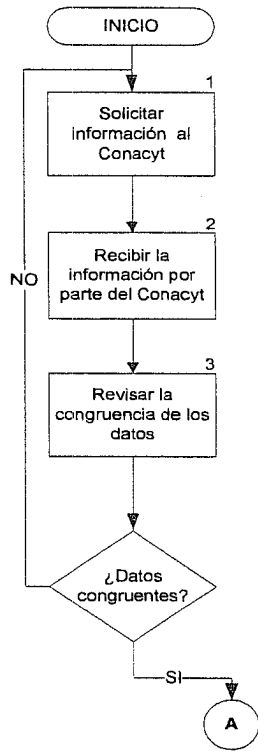 INICIO
1
Solicitar
información al
Conacyt
2
Recibir la
información por
parte del Conacyt
NO
3
Revisar la
congruencia de los
datos
¿Datos
congruentes?
SI
A